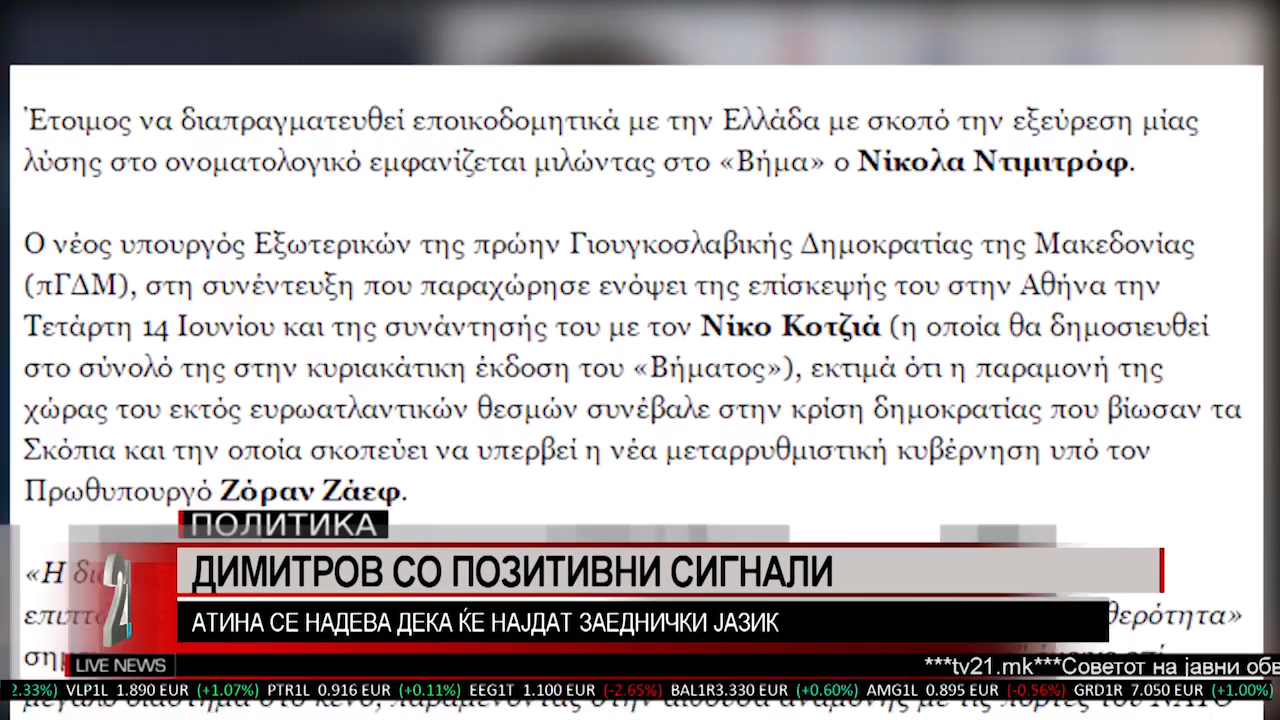 Έτοιμος να διαπραγματευθεί εποικοδομητικά με την Ελλάδα με σκοπό την εξεύρεση μίας
λύσης στο ονοματολογικό εμφανίζεται μιλώντας στο «Βήμα» ο Νίκολα Ντιμιτρόφ.
Ο νέος υπουργός Εξωτερικών της πρώην Γιουγκοσλαβικής Δημοκρατίας της Μακεδονίας
(πΓΔΜ), στη συνέντευξη που παραχώρησε ενόψει της επίσκεψής του στην Αθήνα την
Τετάρτη 14 Ιουνίου και της συνάντησής του με τον Νίκο Κοτζιά (η οποία θα δημοσιευθεί
στο σύνολό της στην κυριακάτικη έκδοση του «Βήματος»), εκτιμά ότι η παραμονή της
χώρας του εκτός ευρωατλαντικών θεσμών συνέβαλε στην κρίση δημοκρατίας που βίωσαν τα
Σκόπια και την οποία σκοπεύει να υπερβεί η νέα μεταρρυθμιστική κυβέρνηση υπό τον
Πρωθυπουργό Ζόραν Ζάεφ.
ПОЛИТИКА
«Η
ДИМИТРОВ СО ПОЗИТИВНИ СИГНАЛИ
21
АТИНА СЕ НАДЕВА ДЕКА ЌЕ НАЈДАТ ЗАЕДНИЧКИ ЈАЗИК
LIVE NEWS
***tv21.mk***Советот на јавни обв
2.33%) VLP1L 1.890 EUR (+1.07%) PTR1L 0.916 EUR (+0.11%) EEG1T 1.100 EUR (-2.65%) BAL1R3.330 EUR (+0.60%) AMG1L 0.895 EUR (-0.56%) GRD1R 7.050 EUR (+1.00%)